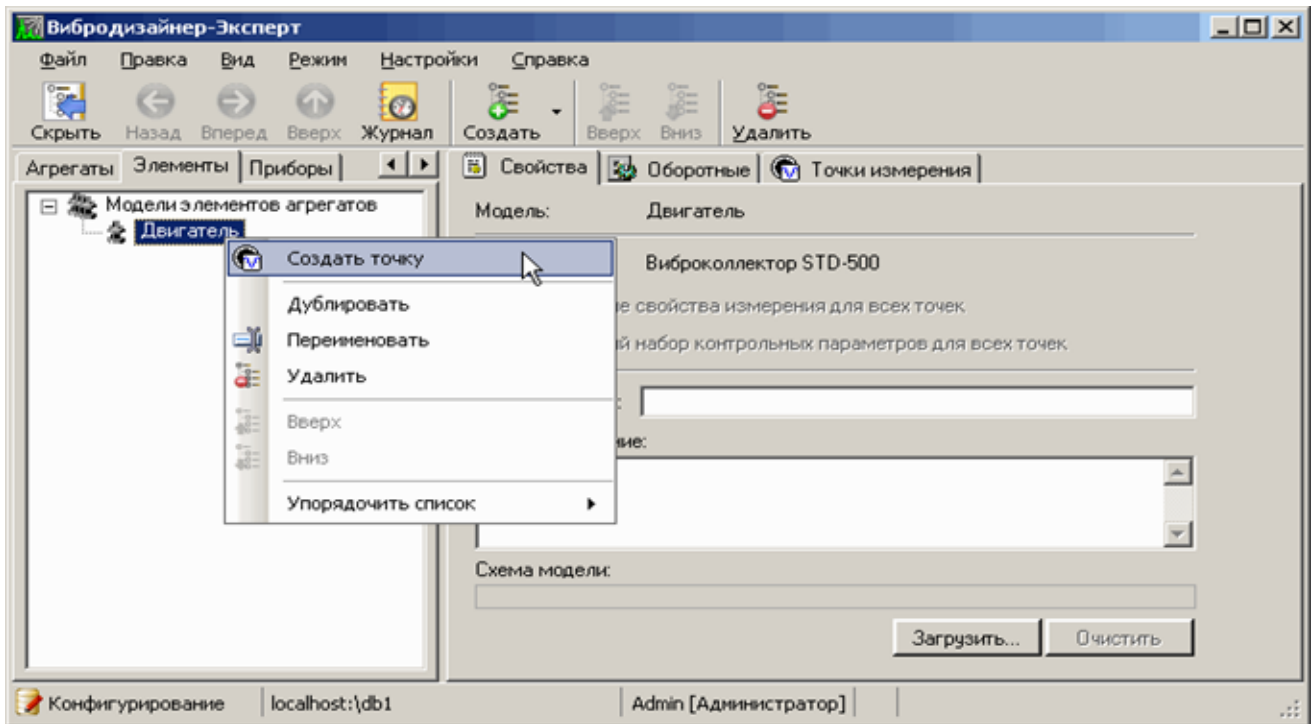 Вибродизайнер-Эксперт
Файл Правка Вид Режим Настройки Справка
Скрыть Назад Вперед Вверх Журнал Создать Вверх Вниз Удалить
Агрегаты Элементы Приборы Свойства Оборотные Точки измерения
Модели элементов агрегатов
Модель: Двигатель
Двигатель
Создать точку
Виброколлектор STD-500
Дублировать
е свойства измерения для всех точек
Переименовать
й набор контрольных параметров для всех точек
Удалить
:
Вверх
ние:
Вниз
Упорядочить список
Схема модели:
Загрузить... Очистить
Конфигурирование localhost:\db1 Admin [Администратор]